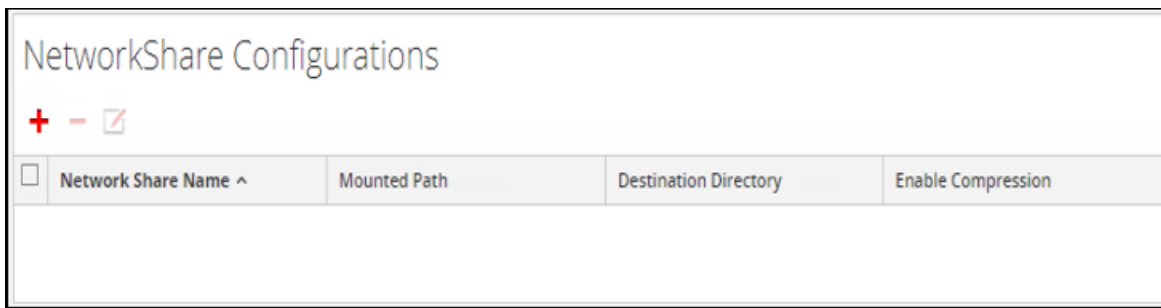 NetworkShare Configurations
Network Share Name Mounted Path Destination Directory Enable Compression